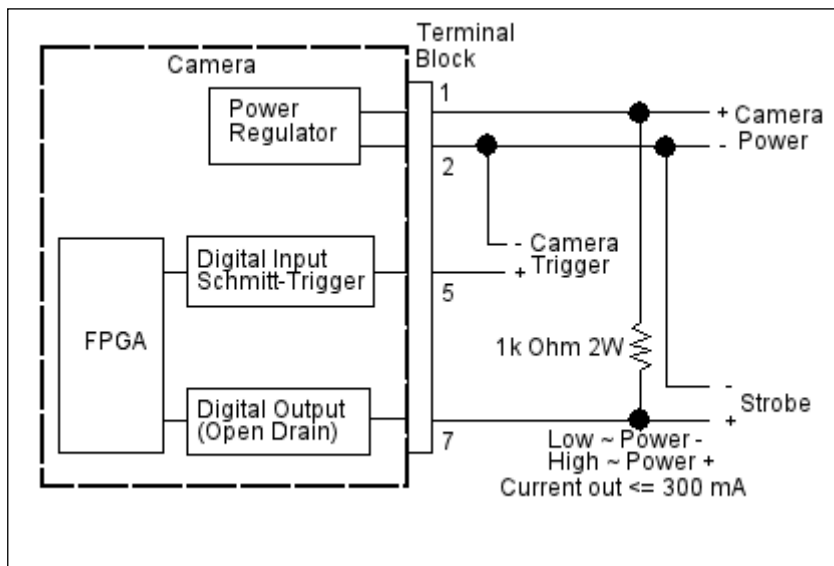 Terminal
Block
Camera
1
Power
Regulator
+ Camera
- Power
2
- Camera
+ Trigger
Digital Input
Schmitt-Trigger
5
FPGA
1k Ohm 2W
Digital Output
(Open Drain)
-
Strobe
+
7
Low ~ Power -
High ~ Power +
Current out <= 300 mA